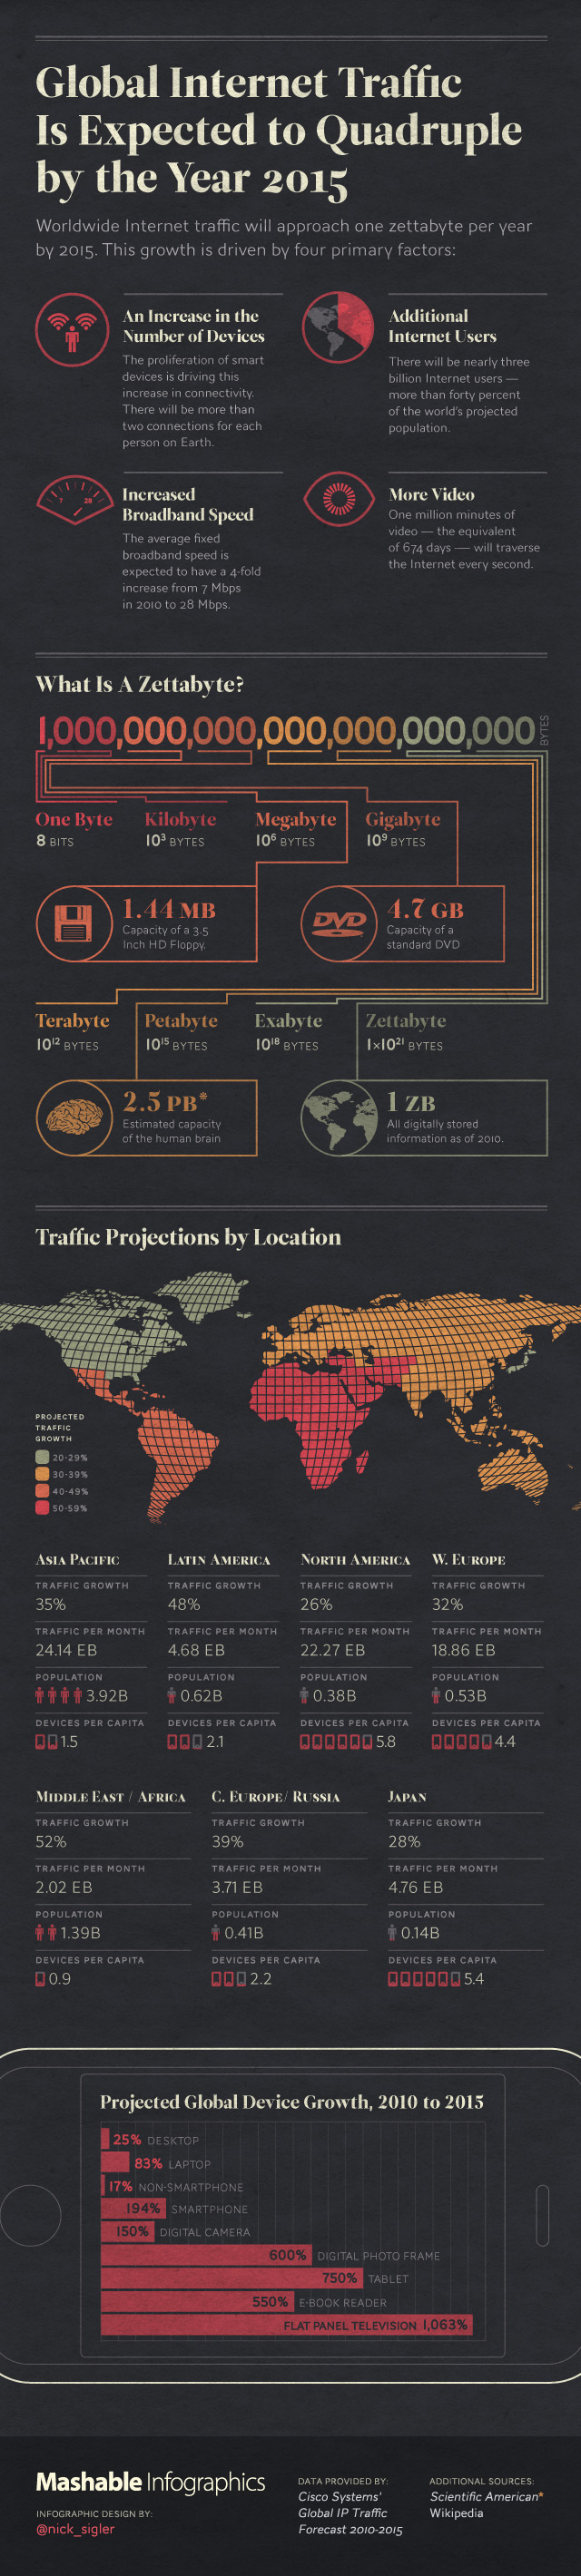 Global Internet Traffic
Is Expected to Quadruple
by the Year 2015
Worldwide Internet traffic will approach one zettabyte per year
by 2015. This growth is driven by four primary factors:
An Increase in the
Number of Devices
The proliferation of smart
devices is driving this
increase in connectivity.
There will be more than
two connections for each
person on Earth.
Additional
Internet Users
There will be nearly three
billion Internet users —
more than forty percent
of the world's projected
population.
7 28
Increased
Broadband Speed
The average fixed
broadband speed is
expected to have a 4-fold
increase from 7 Mbps
in 2010 to 28 Mbps.
More Video
One million minutes of
video — the equivalent
of 674 days — will traverse
the Internet every second.
What Is A Zettabyte?
1,000,000,000,000,000,000,000 BYTES
One Byte
8 BITS
Kilobyte
10³ BYTES
Megabyte
10⁶ BYTES
Gigabyte
10⁹ BYTES
1.44 MB
Capacity of a 3.5
Inch HD Floppy.
DVD
4.7 GB
Capacity of a
standard DVD
Terabyte
10¹² BYTES
Petabyte
10¹⁵ BYTES
Exabyte
10¹⁸ BYTES
Zettabyte
1×10²¹ BYTES
2.5 PB*
Estimated capacity
of the human brain
1 ZB
All digitally stored
information as of 2010.
Traffic Projections by Location
PROJECTED
TRAFFIC
GROWTH
20-29%
30-39%
40-49%
50-59%
ASIA PACIFIC
TRAFFIC GROWTH
35%
TRAFFIC PER MONTH
24.14 EB
POPULATION
3.92B
DEVICES PER CAPITA
1.5
LATIN AMERICA
TRAFFIC GROWTH
48%
TRAFFIC PER MONTH
4.68 EB
POPULATION
0.62B
DEVICES PER CAPITA
2.1
NORTH AMERICA
TRAFFIC GROWTH
26%
TRAFFIC PER MONTH
22.27 EB
POPULATION
0.38B
DEVICES PER CAPITA
5.8
W. EUROPE
TRAFFIC GROWTH
32%
TRAFFIC PER MONTH
18.86 EB
POPULATION
0.53B
DEVICES PER CAPITA
4.4
MIDDLE EAST / AFRICA
TRAFFIC GROWTH
52%
TRAFFIC PER MONTH
2.02 EB
POPULATION
1.39B
DEVICES PER CAPITA
0.9
C. EUROPE/ RUSSIA
TRAFFIC GROWTH
39%
TRAFFIC PER MONTH
3.71 EB
POPULATION
0.41B
DEVICES PER CAPITA
2.2
JAPAN
TRAFFIC GROWTH
28%
TRAFFIC PER MONTH
4.76 EB
POPULATION
0.14B
DEVICES PER CAPITA
5.4
Projected Global Device Growth, 2010 to 2015
25% DESKTOP
83% LAPTOP
17% NON-SMARTPHONE
194% SMARTPHONE
150% DIGITAL CAMERA
600% DIGITAL PHOTO FRAME
750% TABLET
550% E-BOOK READER
FLAT PANEL TELEVISION 1,063%
Mashable Infographics
INFOGRAPHIC DESIGN BY:
@nick_sigler
DATA PROVIDED BY:
Cisco Systems'
Global IP Traffic
Forecast 2010-2015
ADDITIONAL SOURCES:
Scientific American*
Wikipedia